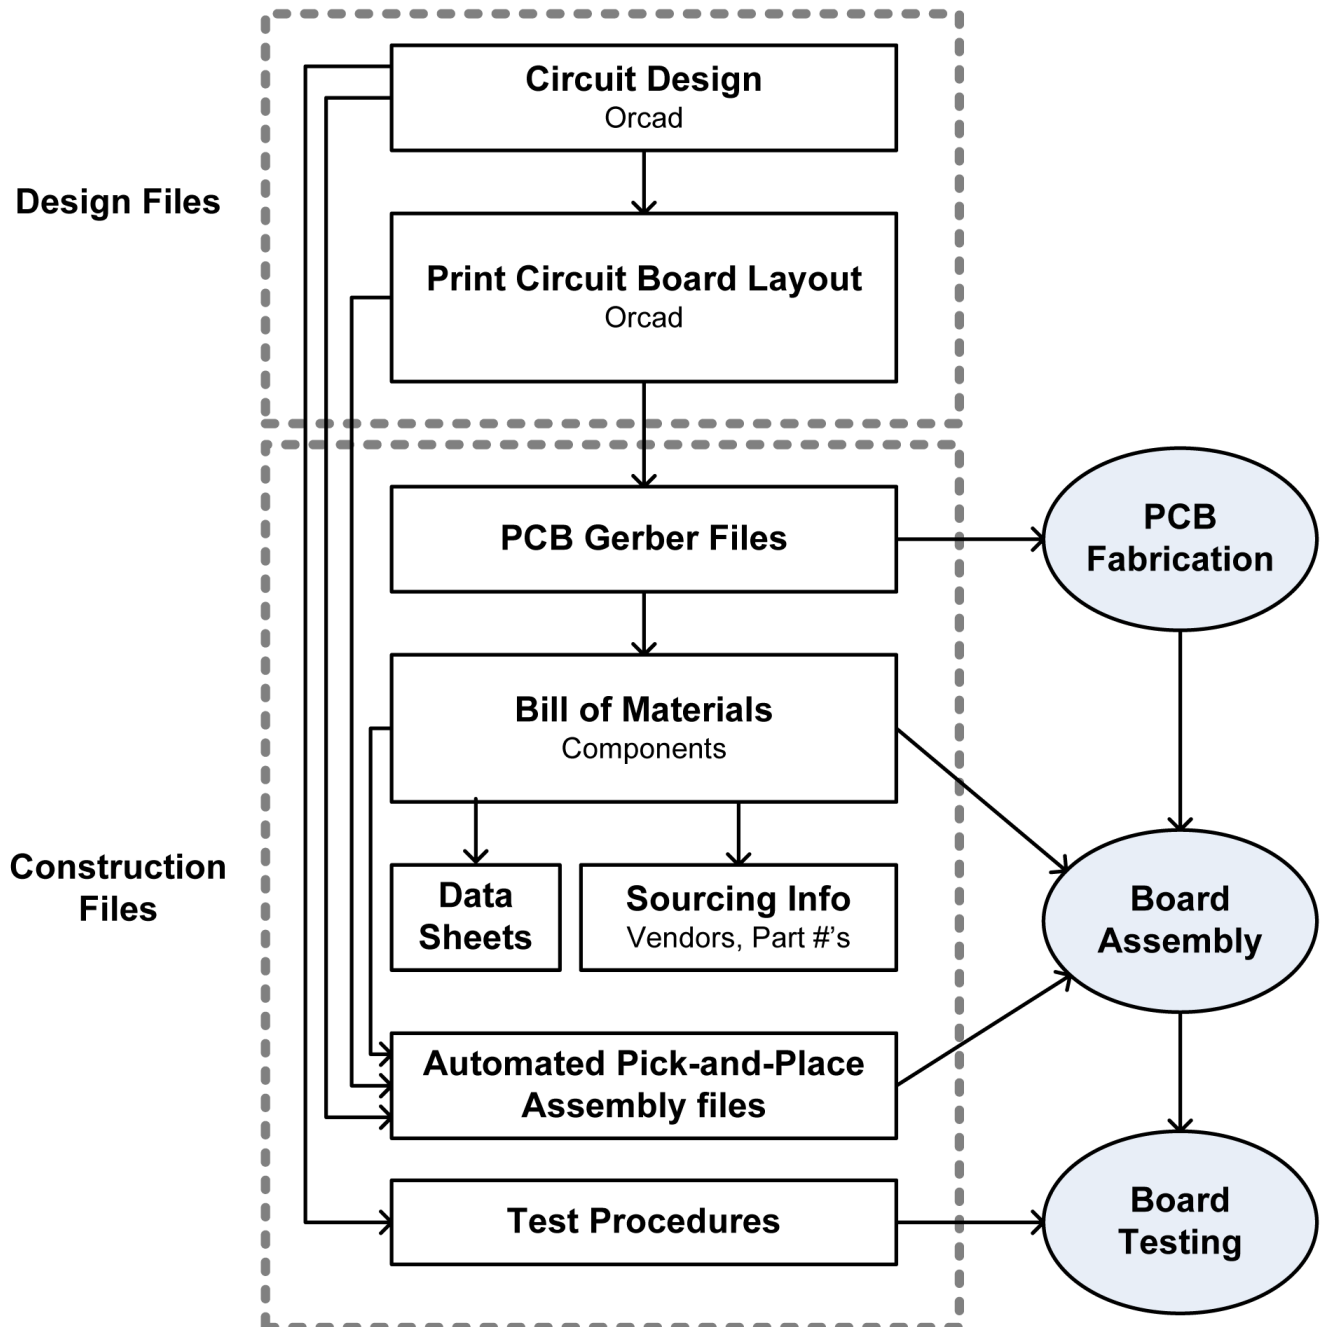 Circuit Design
Orcad
Design Files
Print Circuit Board Layout
Orcad
PCB Gerber Files
PCB
Fabrication
Bill of Materials
Components
Construction
Files
Data
Sheets
Sourcing Info
Vendors, Part #’s
Board
Assembly
Automated Pick-and-Place
Assembly files
Test Procedures
Board
Testing